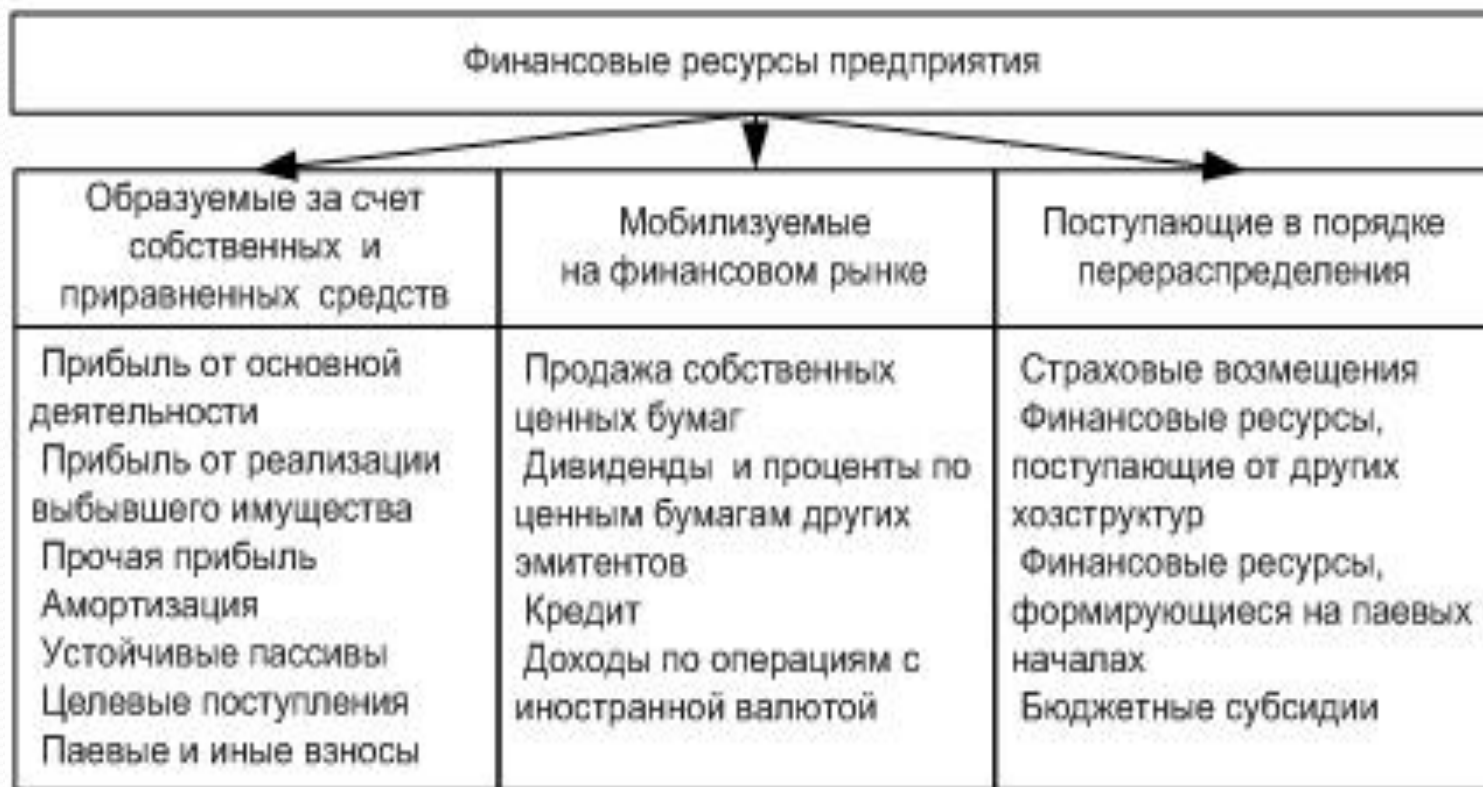 Финансовые ресурсы предприятия
Образуемые за счет
собственных и
приравненных средств
Мобилизуемые
на финансовом рынке
Поступающие в порядке
перераспределения
Прибыль от основной
деятельности
Прибыль от реализации
выбывшего имущества
Прочая прибыль
Амортизация
Устойчивые пассивы
Целевые поступления
Паевые и иные взносы
Продажа собственных
ценных бумаг
Дивиденды и проценты по
ценным бумагам других
эмитентов
Кредит
Доходы по операциям с
иностранной валютой
Страховые возмещения
Финансовые ресурсы,
поступающие от других
хозструктур
Финансовые ресурсы,
формирующиеся на паевых
началах
Бюджетные субсидии